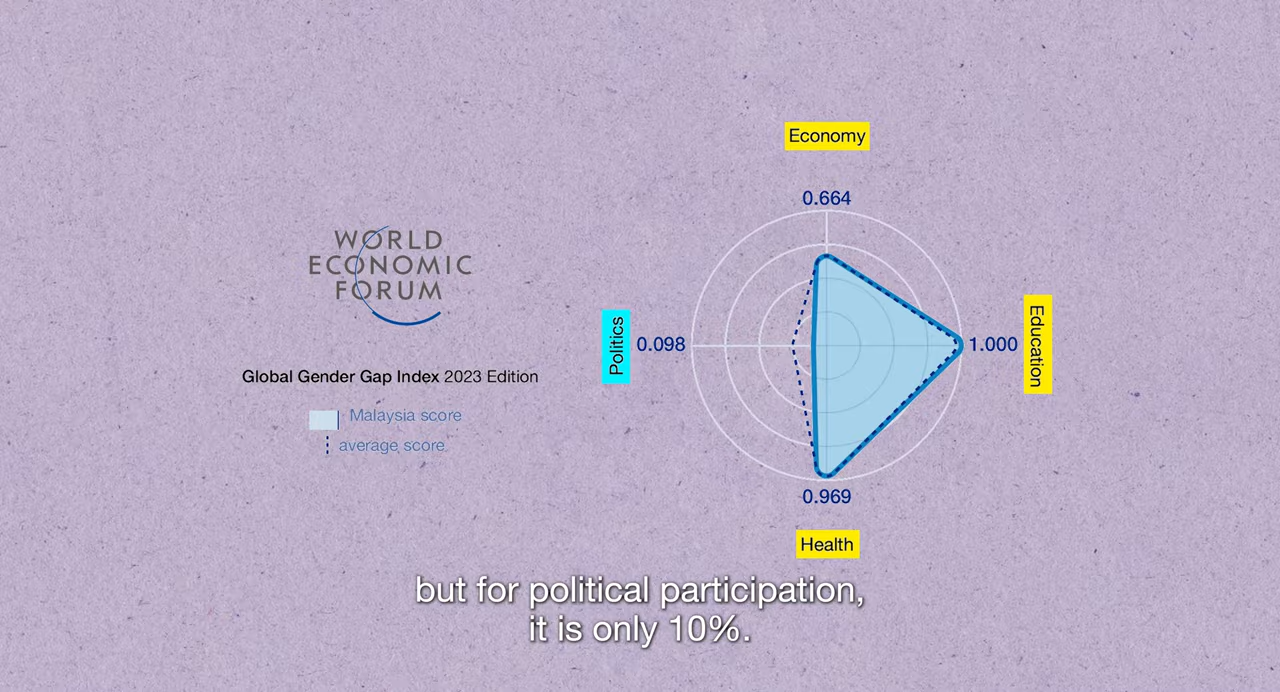 WORLD
ECONOMIC
FORUM
Global Gender Gap Index 2023 Edition
Malaysia score
average score
Economy
0.664
Politics
0.098
1.000
Education
0.969
Health
but for political participation,
it is only 10%.